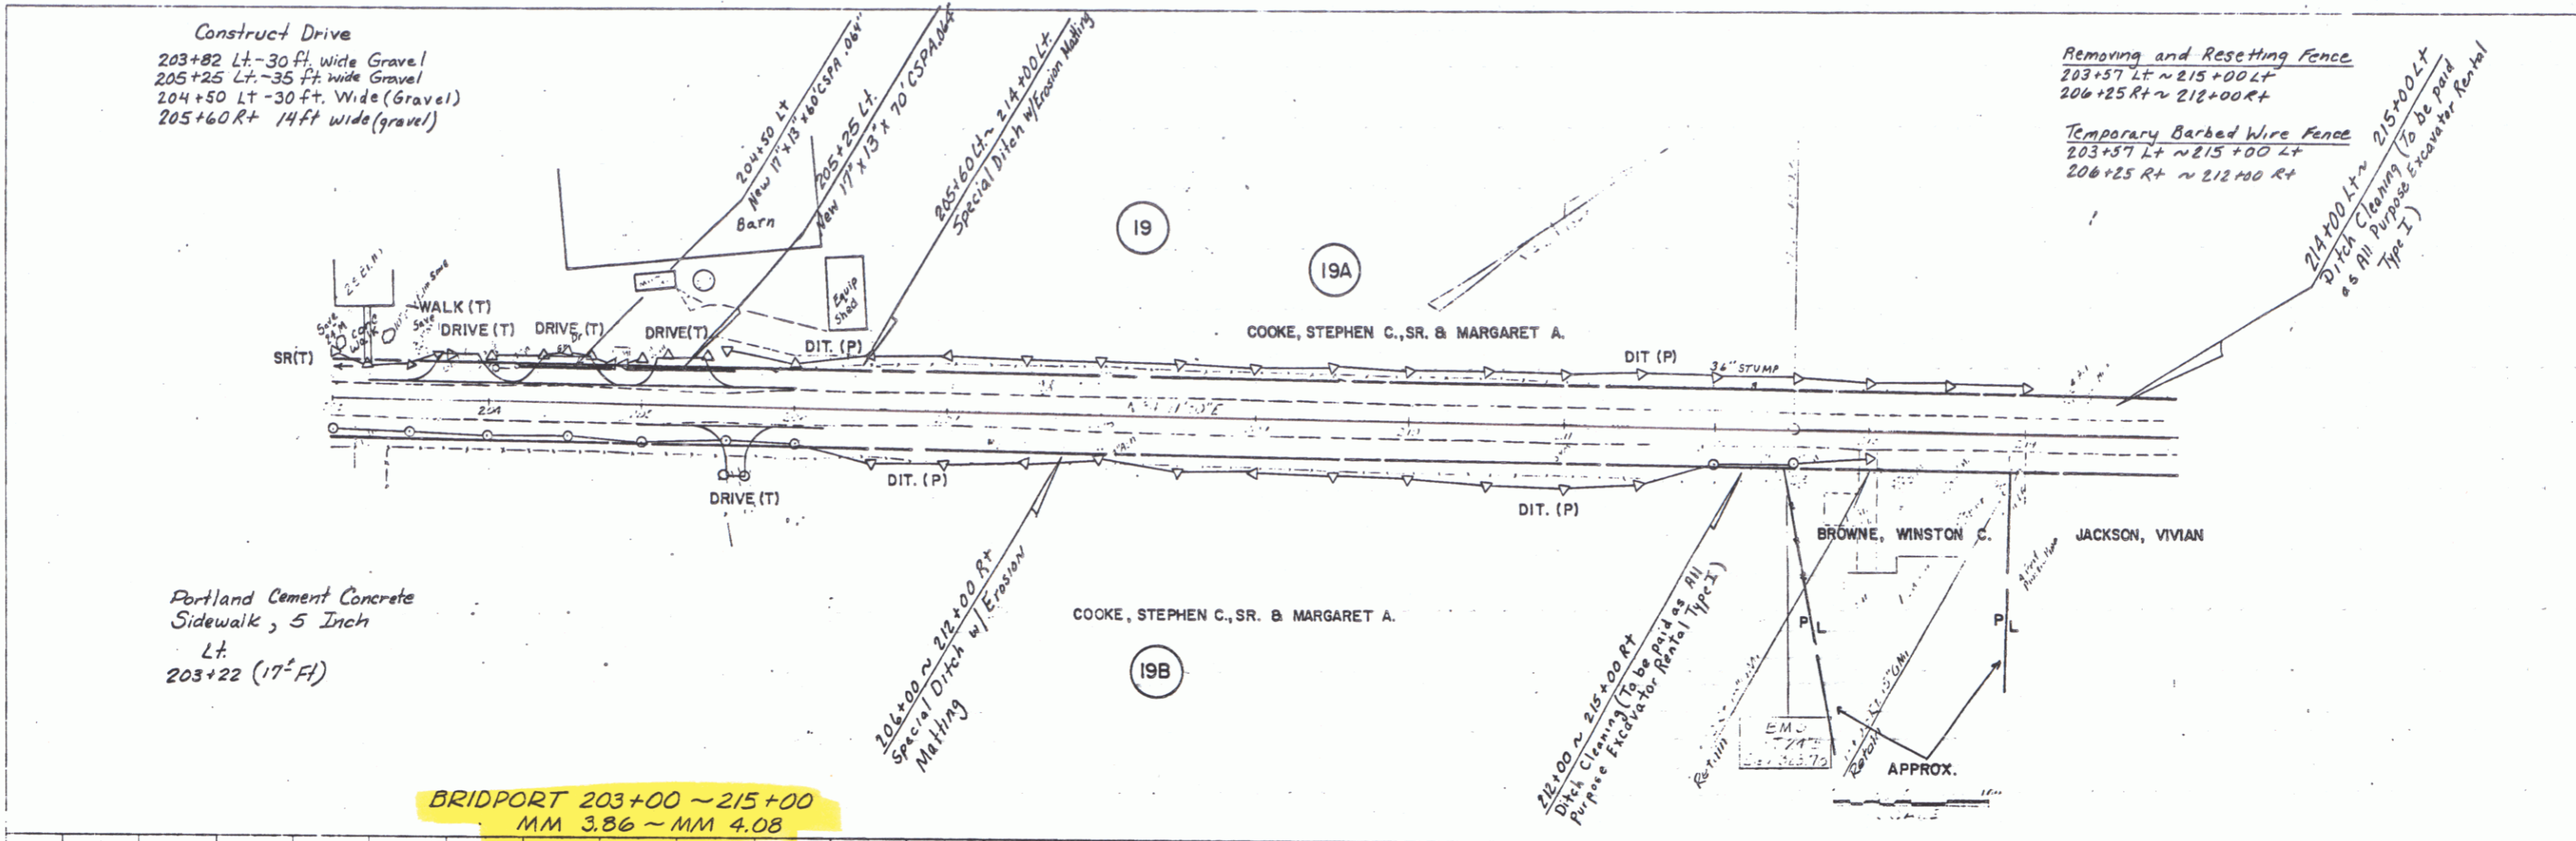 Construct Drive
203+82 Lt.-30 ft. wide Gravel
205+25 Lt.-35 ft. wide Gravel
204+50 Lt -30 ft. Wide (Gravel)
205+60 Rt 14 ft wide (gravel)
204+50 Lt
New 17" x 13" x 60' CSPA .064"
205+25 Lt.
New 17" x 13" x 70' CSPA .064"
205+60 Lt. ~ 214+00 Lt.
Special Ditch w/Erosion Matting
Removing and Resetting Fence
203+57 Lt ~ 215+00 Lt
206+25 Rt ~ 212+00 Rt
Temporary Barbed Wire Fence
203+57 Lt ~ 215+00 Lt
206+25 Rt ~ 212+00 Rt
214+00 Lt ~ 215+00 Lt
Ditch Cleaning (To be paid
as All Purpose Excavator Rental
Type I)
Barn
Equip
Shed
19
19A
WALK (T)
DRIVE (T)
DRIVE (T)
DRIVE (T)
DIT. (P)
SR(T)
COOKE, STEPHEN C., SR. & MARGARET A.
DIT (P)
36" STUMP
204
DRIVE (T)
DIT. (P)
DIT. (P)
BROWNE, WINSTON C.
JACKSON, VIVIAN
206+00 ~ 212+00 Rt
Special Ditch w/ Erosion
Matting
COOKE, STEPHEN C., SR. & MARGARET A.
19B
212+00 ~ 215+00 Rt
Ditch Cleaning (To be paid as All
Purpose Excavator Rental Type I)
Portland Cement Concrete
Sidewalk, 5 Inch
Lt.
203+22 (17± Ft)
PL
PL
Retain
APPROX.
BRIDPORT 203+00 ~ 215+00
MM 3.86 ~ MM 4.08